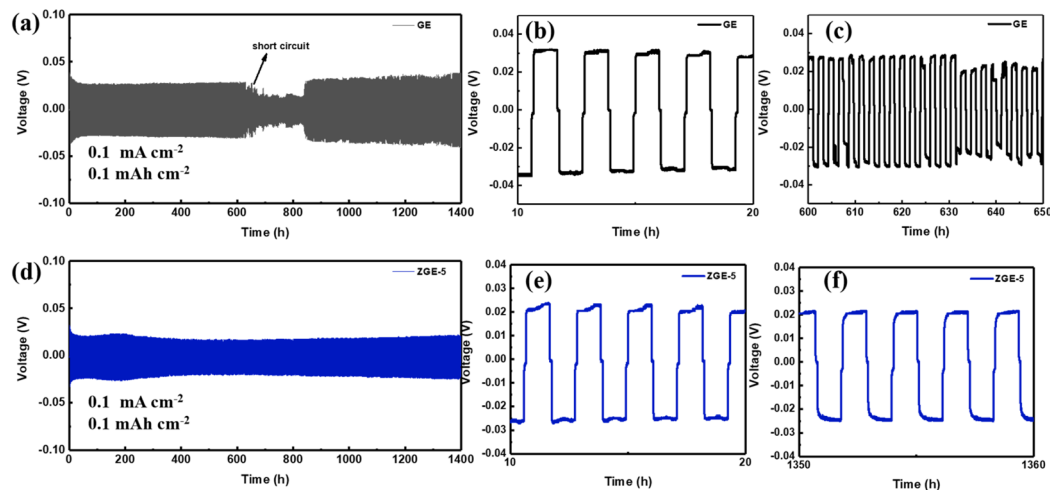 (a)
GE
short circuit
0.1 mA cm-2
0.1 mAh cm-2
Voltage (V)
0.10
0.05
0.00
-0.05
-0.10
0 200 400 600 800 1000 1200 1400
Time (h)
(b)
GE
Voltage (V)
0.04
0.02
0.00
-0.02
-0.04
10 20
Time (h)
(c)
GE
Voltage (V)
0.04
0.02
0.00
-0.02
-0.04
600 610 620 630 640 650
Time (h)
(d)
ZGE-5
0.1 mA cm-2
0.1 mAh cm-2
Voltage (V)
0.10
0.05
0.00
-0.05
-0.10
0 200 400 600 800 1000 1200 1400
Time (h)
(e)
ZGE-5
Voltage (V)
0.04
0.03
0.02
0.01
0.00
-0.01
-0.02
-0.03
-0.04
10 20
Time (h)
(f)
ZGE-5
Voltage (V)
0.04
0.03
0.02
0.01
0.00
-0.01
-0.02
-0.03
-0.04
1350 1360
Time (h)